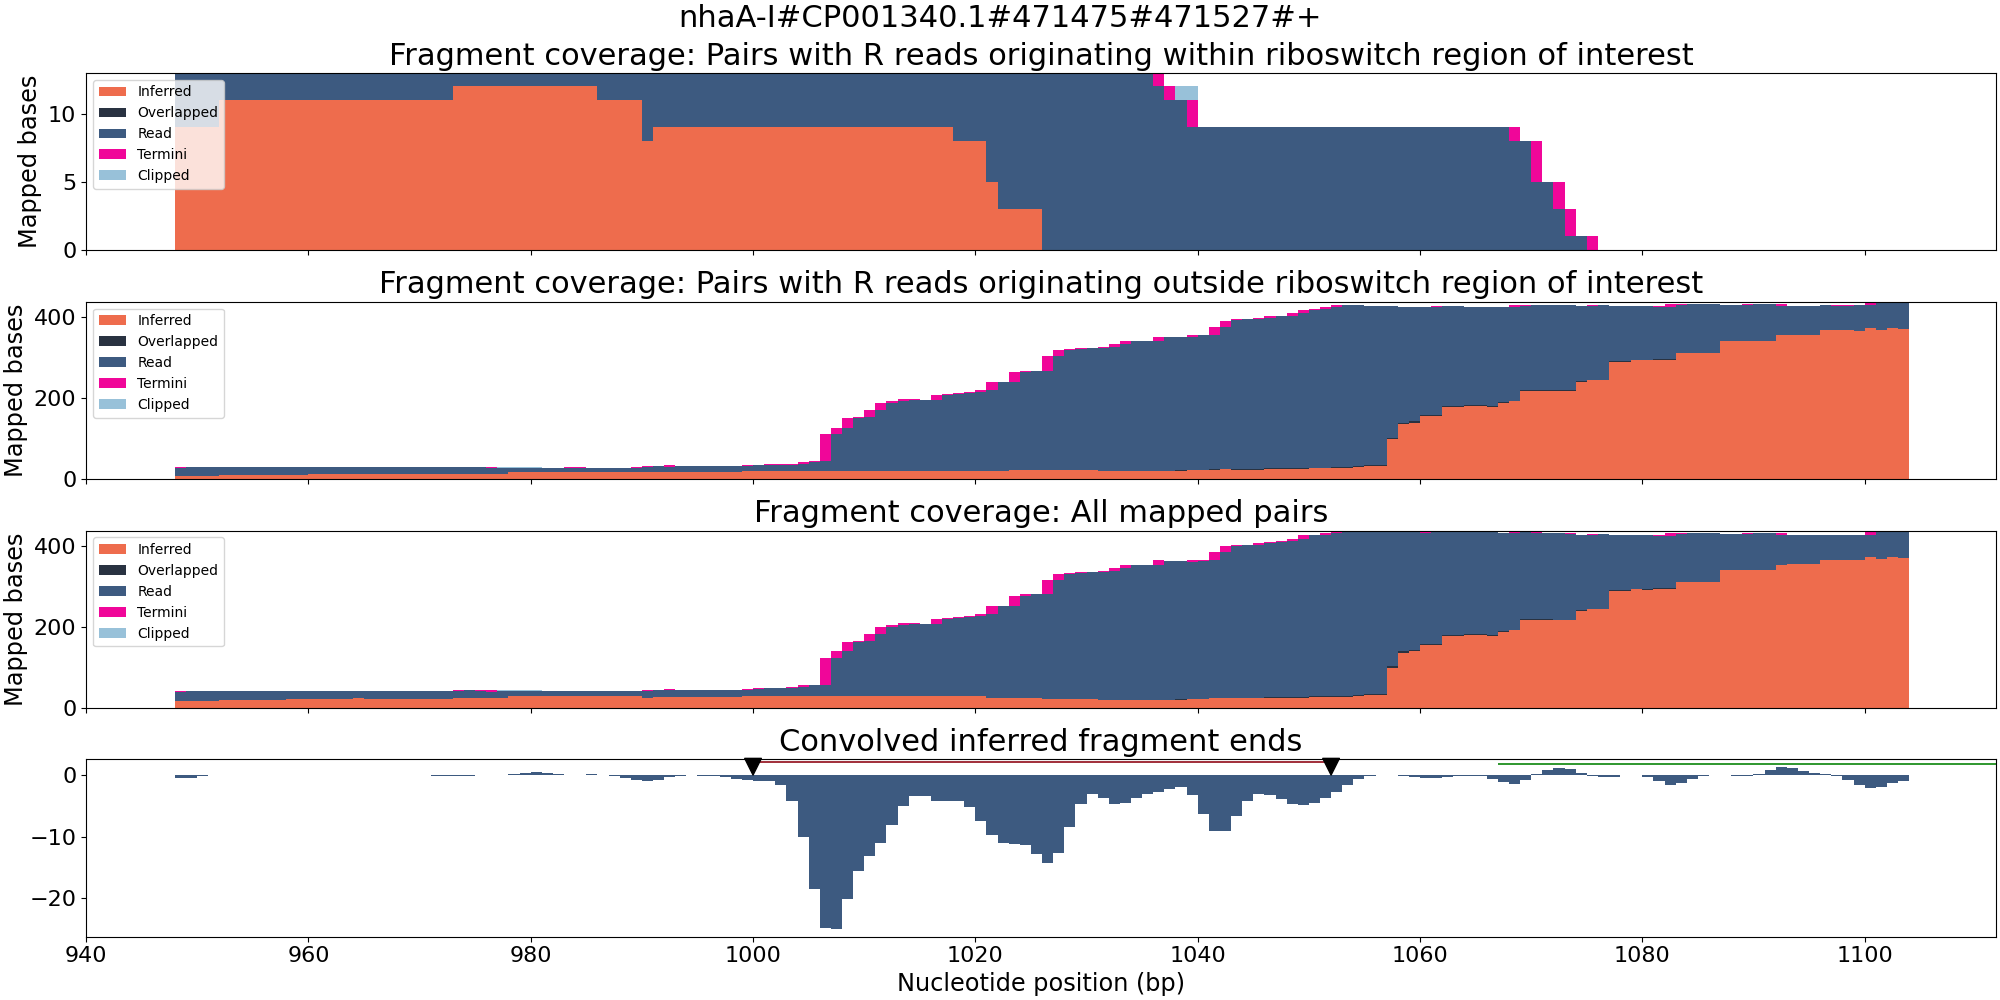 nhaA-I#CP001340.1#471475#471527#+
Fragment coverage: Pairs with R reads originating within riboswitch region of interest
Mapped bases
10
5
0
Inferred
Overlapped
Read
Termini
Clipped
Fragment coverage: Pairs with R reads originating outside riboswitch region of interest
Mapped bases
400
200
0
Inferred
Overlapped
Read
Termini
Clipped
Fragment coverage: All mapped pairs
Mapped bases
400
200
0
Inferred
Overlapped
Read
Termini
Clipped
Convolved inferred fragment ends
0
−10
−20
940 960 980 1000 1020 1040 1060 1080 1100
Nucleotide position (bp)